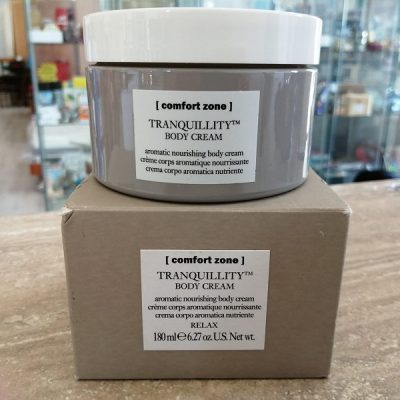 [ comfort zone ]
TRANQUILLITY™
BODY CREAM
aromatic nourishing body cream
crème corps aromatique nourrissante
crema corpo aromatica nutriente
[ comfort zone ]
TRANQUILLITY™
BODY CREAM
aromatic nourishing body cream
crème corps aromatique nourrissante
crema corpo aromatica nutriente
RELAX
180 ml ℮ 6.27 oz. U.S. Net wt.